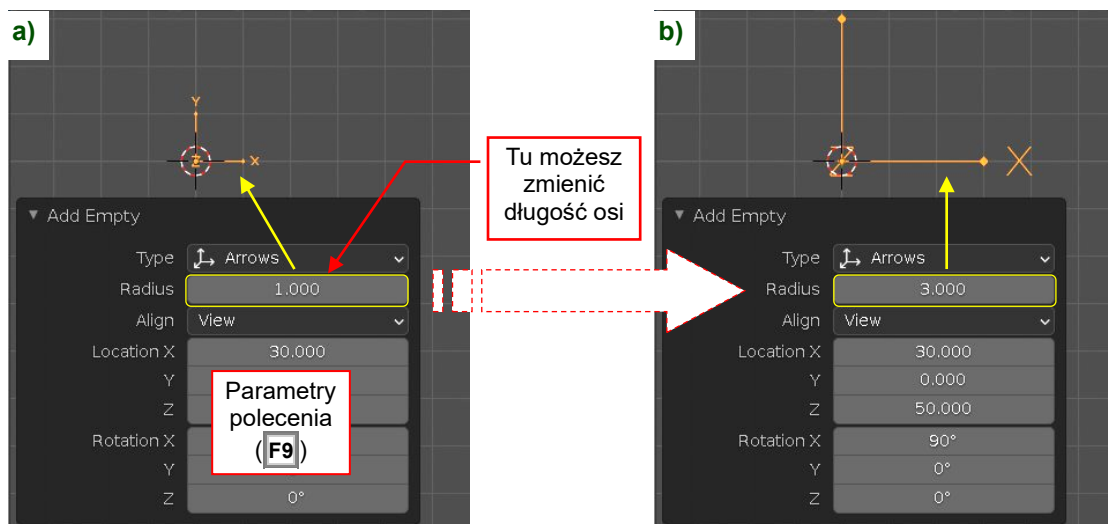 a)
Y
Z
X
Add Empty
Type
Arrows
Radius
1.000
Align
View
Location X
30.000
Y
Z
Rotation X
Y
Z
0°
Parametry
polecenia
(F9)
Tu możesz
zmienić
długość osi
b)
Z
X
Add Empty
Type
Arrows
Radius
3.000
Align
View
Location X
30.000
Y
0.000
Z
50.000
Rotation X
90°
Y
0°
Z
0°